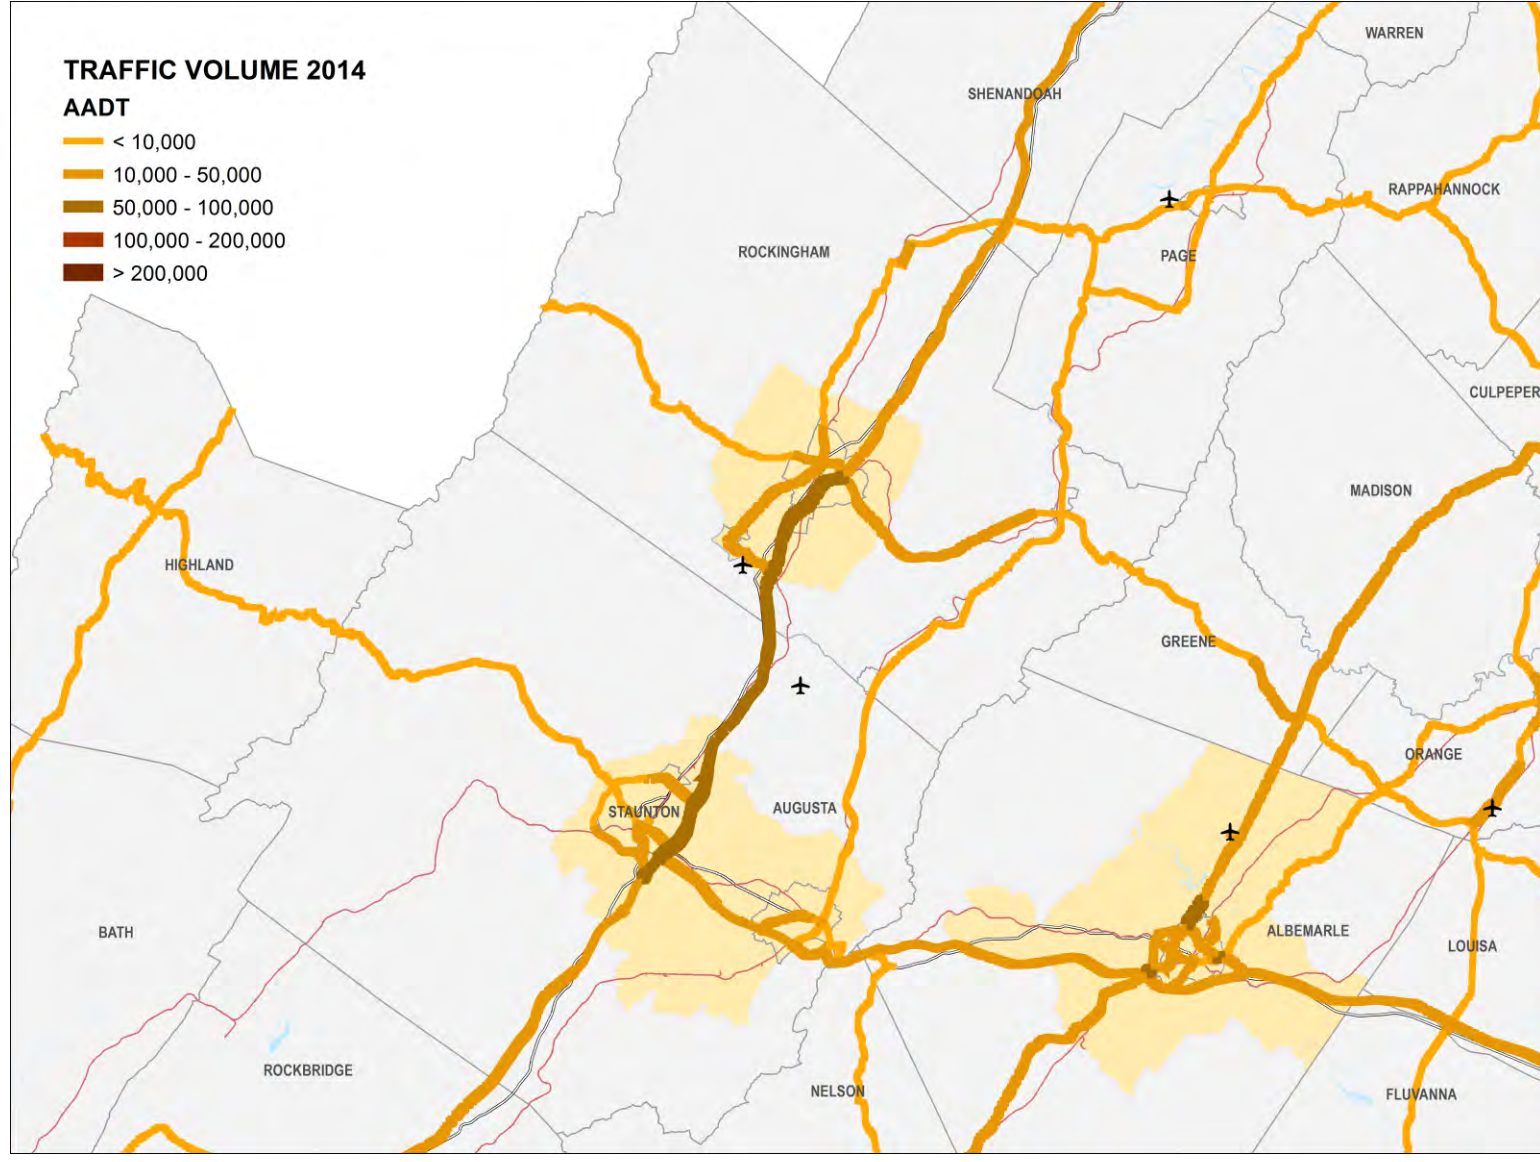 TRAFFIC VOLUME 2014
AADT
< 10,000
10,000 - 50,000
50,000 - 100,000
100,000 - 200,000
> 200,000
WARREN
SHENANDOAH
RAPPAHANNOCK
ROCKINGHAM
PAGE
CULPEPER
MADISON
HIGHLAND
GREENE
ORANGE
STAUNTON
AUGUSTA
BATH
ALBEMARLE
LOUISA
ROCKBRIDGE
NELSON
FLUVANNA